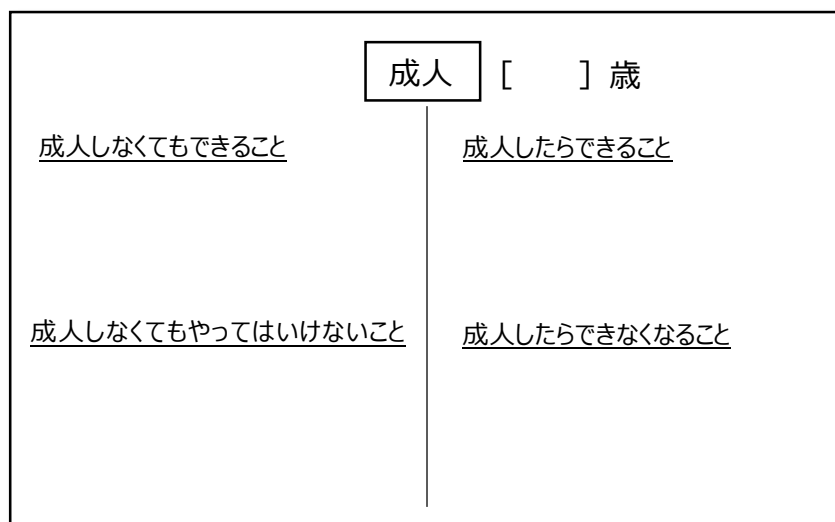 成人 [ ] 歳
成人しなくてもできること
成人したらできること
成人しなくてもやってはいけないこと
成人したらできなくなること